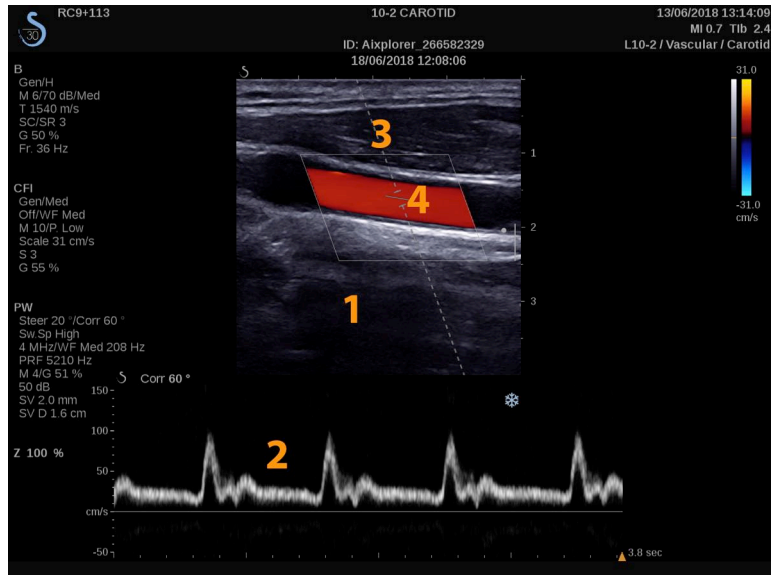 RC9+113
10-2 CAROTID
13/06/2018 13:14:09
MI 0.7 TIb 2.4
ID: Aixplorer_266582329
L10-2 / Vascular / Carotid
18/06/2018 12:08:06
30
B
Gen/H
M 6/70 dB/Med
T 1540 m/s
SC/SR 3
G 50 %
Fr. 36 Hz
CFI
Gen/Med
Off/WF Med
M 10/P. Low
Scale 31 cm/s
S 3
G 55 %
PW
Steer 20 °/Corr 60 °
Sw.Sp High
4 MHz/WF Med 208 Hz
PRF 5210 Hz
M 4/G 51 %
50 dB
SV 2.0 mm
SV D 1.6 cm
Z 100 %
3
4
1
1
2
3
31.0
-31.0
cm/s
Corr 60 °
150
100
50
cm/s
-50
2
3.8 sec